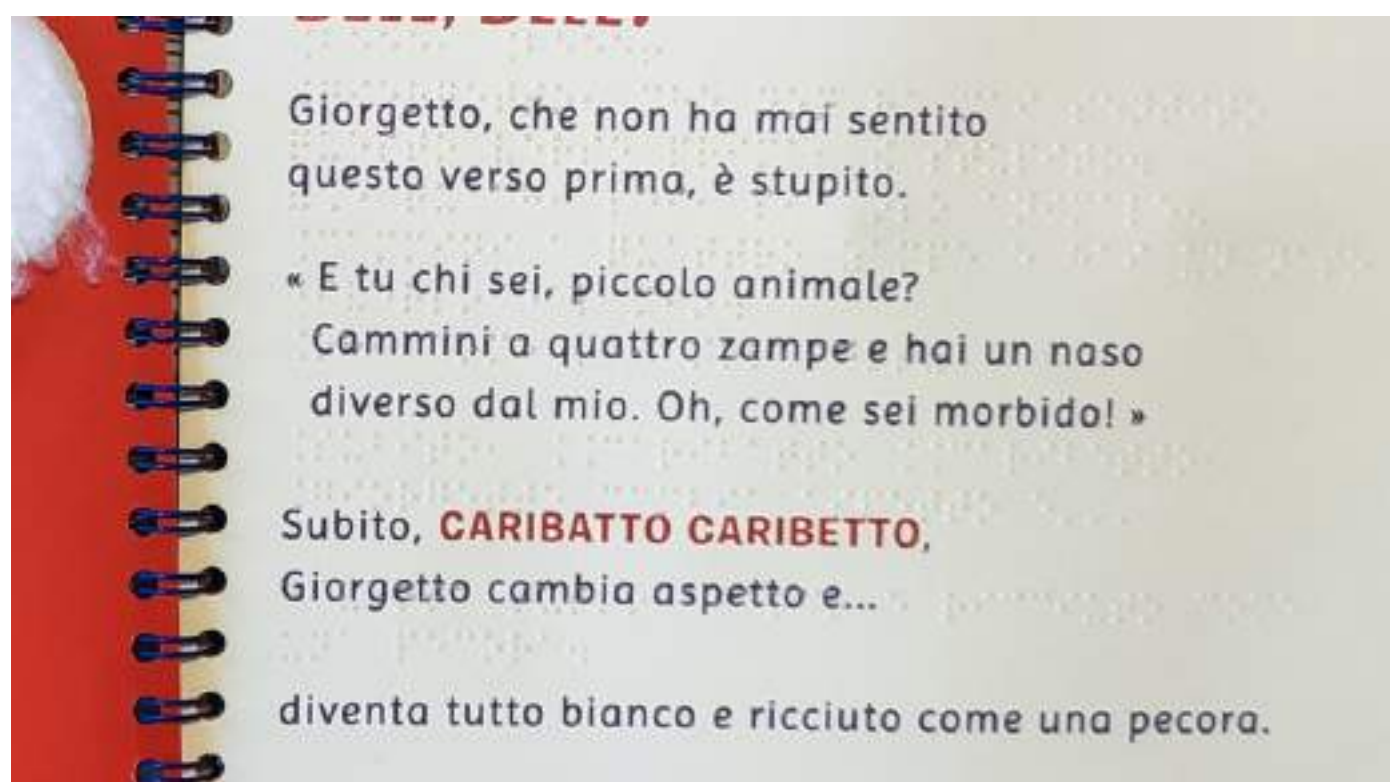 Giorgetto, che non ha mai sentito
questo verso prima, è stupito.
« E tu chi sei, piccolo animale?
Cammini a quattro zampe e hai un naso
diverso dal mio. Oh, come sei morbido! »
Subito, CARIBATTO CARIBETTO,
Giorgetto cambia aspetto e...
diventa tutto bianco e ricciuto come una pecora.